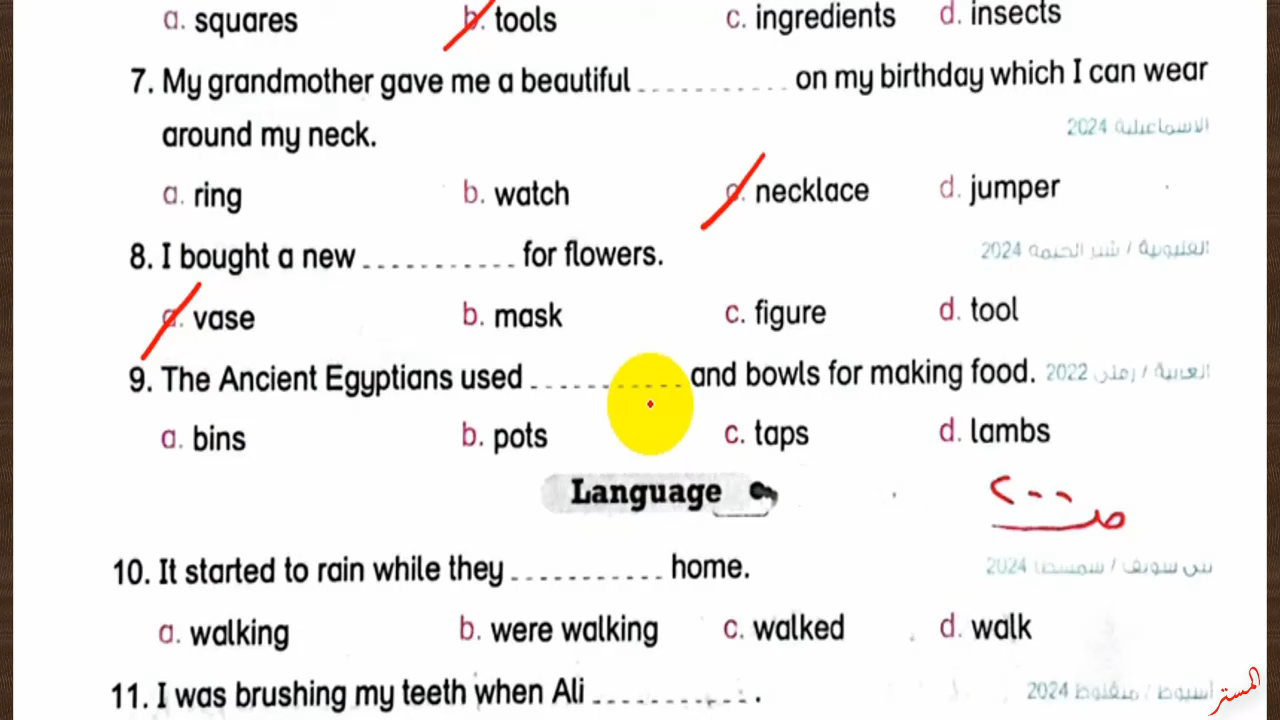 a. squares b. tools c. ingredients d. insects
7. My grandmother gave me a beautiful ........... on my birthday which I can wear
around my neck.
الاسماعيلية 2024
a. ring b. watch c. necklace d. jumper
8. I bought a new ........... for flowers.
القليوبية / شبرا الخيمة 2024
a. vase b. mask c. figure d. tool
9. The Ancient Egyptians used ........... and bowls for making food.
الغربية / زفتى 2022
a. bins b. pots c. taps d. lambs
Language
ص ٢٠٠
10. It started to rain while they ........... home.
بنى سويف / سمسطا 2024
a. walking b. were walking c. walked d. walk
11. I was brushing my teeth when Ali ........... .
أسيوط / منفلوط 2024
المستر